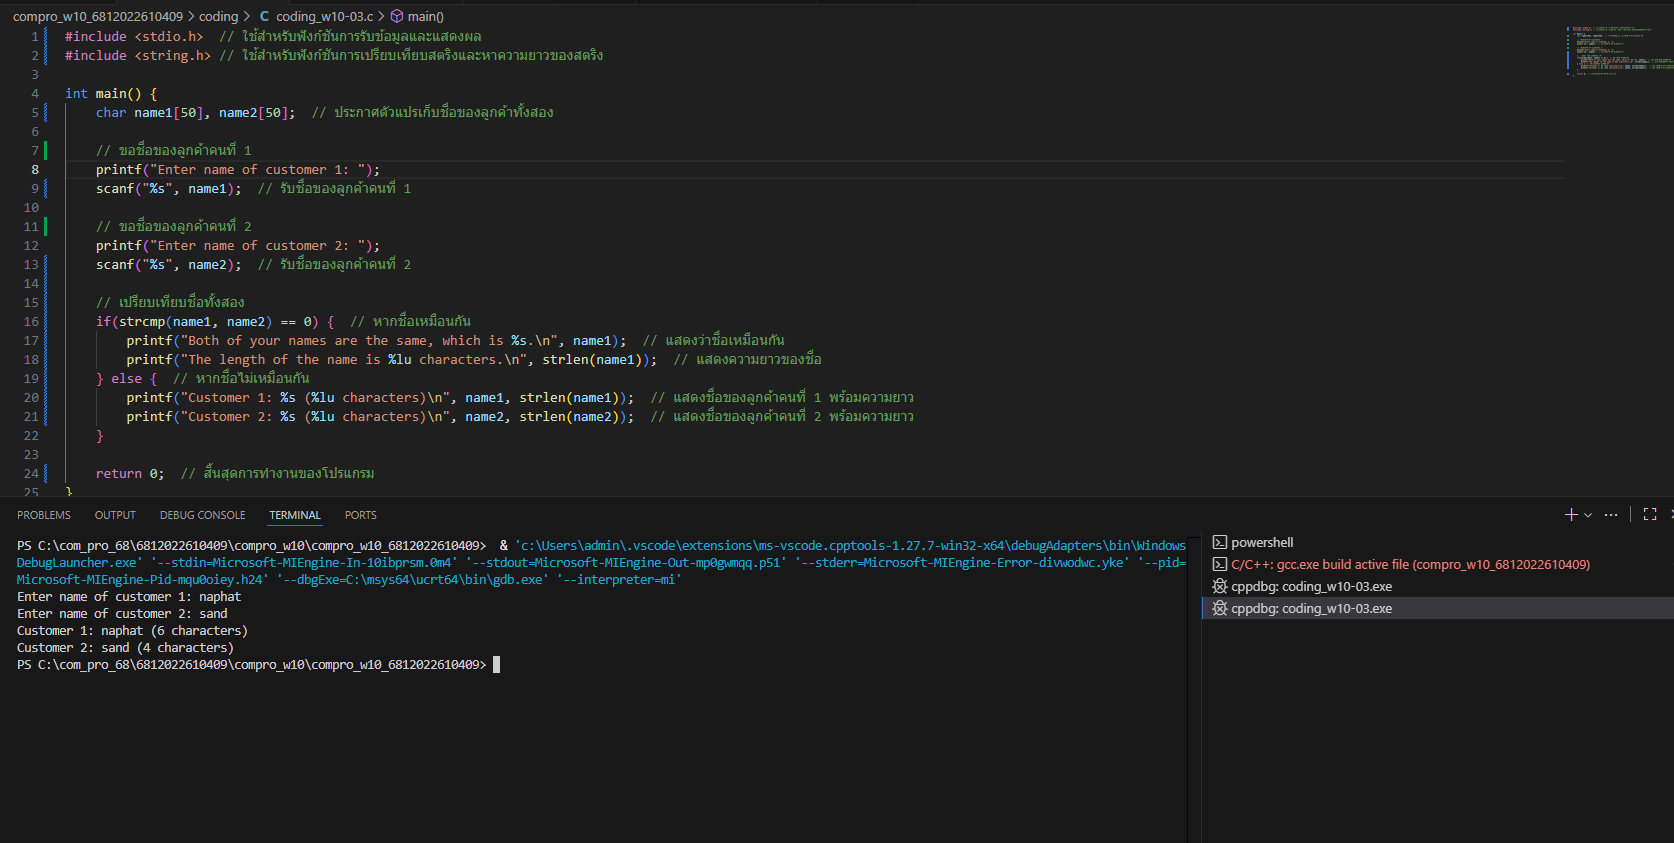 compro_w10_6812022610409 > coding > C coding_w10-03.c > main()
1 #include <stdio.h>  // ใช้สำหรับฟังก์ชันการรับข้อมูลและแสดงผล
2 #include <string.h> // ใช้สำหรับฟังก์ชันการเปรียบเทียบสตริงและหาความยาวของสตริง
3
4 int main() {
5     char name1[50], name2[50];  // ประกาศตัวแปรเก็บชื่อของลูกค้าทั้งสอง
6
7     // ขอชื่อของลูกค้าคนที่ 1
8     printf("Enter name of customer 1: ");
9     scanf("%s", name1);  // รับชื่อของลูกค้าคนที่ 1
10
11     // ขอชื่อของลูกค้าคนที่ 2
12     printf("Enter name of customer 2: ");
13     scanf("%s", name2);  // รับชื่อของลูกค้าคนที่ 2
14
15     // เปรียบเทียบชื่อทั้งสอง
16     if(strcmp(name1, name2) == 0) {  // หากชื่อเหมือนกัน
17         printf("Both of your names are the same, which is %s.\n", name1);  // แสดงว่าชื่อเหมือนกัน
18         printf("The length of the name is %lu characters.\n", strlen(name1));  // แสดงความยาวของชื่อ
19     } else {  // หากชื่อไม่เหมือนกัน
20         printf("Customer 1: %s (%lu characters)\n", name1, strlen(name1));  // แสดงชื่อของลูกค้าคนที่ 1 พร้อมความยาว
21         printf("Customer 2: %s (%lu characters)\n", name2, strlen(name2));  // แสดงชื่อของลูกค้าคนที่ 2 พร้อมความยาว
22     }
23
24     return 0;  // สิ้นสุดการทำงานของโปรแกรม
25 }
PROBLEMS OUTPUT DEBUG CONSOLE TERMINAL PORTS
PS C:\com_pro_68\6812022610409\compro_w10\compro_w10_6812022610409>  & 'c:\Users\admin\.vscode\extensions\ms-vscode.cpptools-1.27.7-win32-x64\debugAdapters\bin\Windows
DebugLauncher.exe' '--stdin=Microsoft-MIEngine-In-10ibprsm.0m4' '--stdout=Microsoft-MIEngine-Out-mp0gwmqq.p51' '--stderr=Microsoft-MIEngine-Error-divwodwc.yke' '--pid=
Microsoft-MIEngine-Pid-mqu0oiey.h24' '--dbgExe=C:\msys64\ucrt64\bin\gdb.exe' '--interpreter=mi'
Enter name of customer 1: naphat
Enter name of customer 2: sand
Customer 1: naphat (6 characters)
Customer 2: sand (4 characters)
PS C:\com_pro_68\6812022610409\compro_w10\compro_w10_6812022610409>
powershell
C/C++: gcc.exe build active file (compro_w10_6812022610409)
cppdbg: coding_w10-03.exe
cppdbg: coding_w10-03.exe